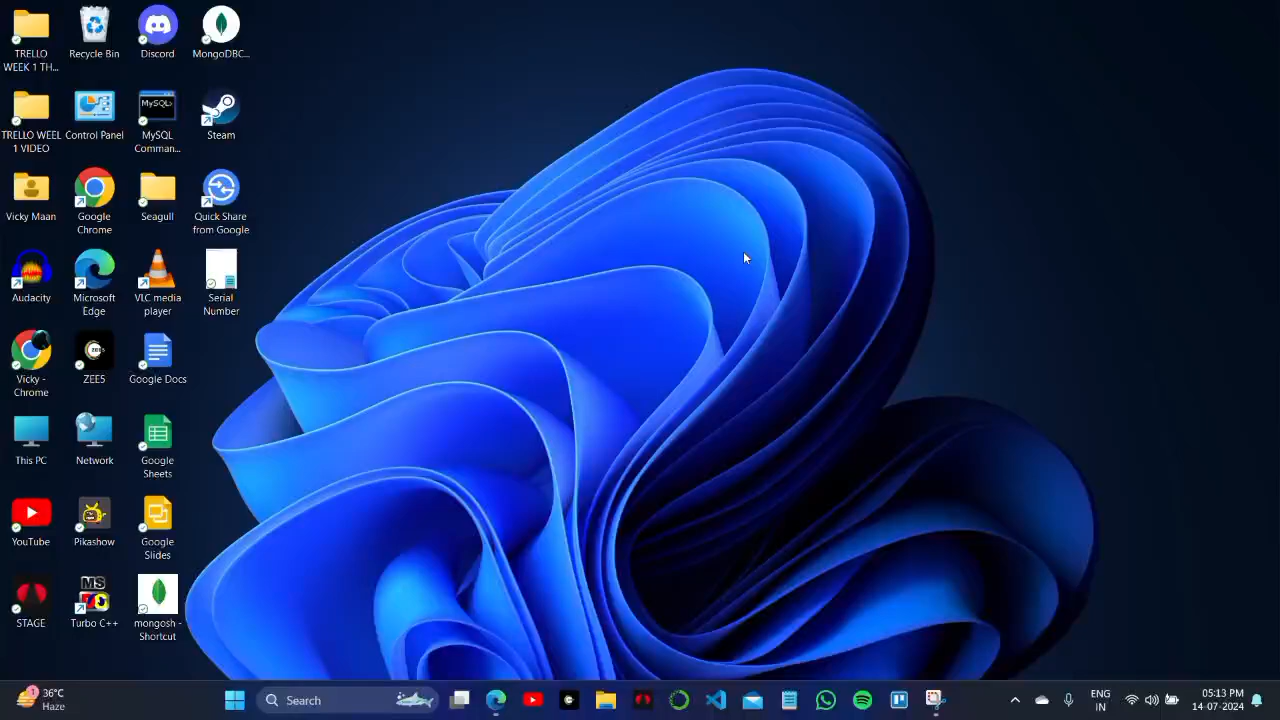 TRELLO
WEEK 1 TH...
Recycle Bin
Discord
MongoDBC...
TRELLO WEEL
1 VIDEO
Control Panel
MySQL
Comman...
Steam
Vicky Maan
Google
Chrome
Seagull
Quick Share
from Google
Audacity
Microsoft
Edge
VLC media
player
Serial
Number
Vicky -
Chrome
ZEE5
Google Docs
This PC
Network
Google
Sheets
YouTube
Pikashow
Google
Slides
STAGE
MS
Turbo C++
mongosh -
Shortcut
MySQL>
1
36°C
Haze
Search
ENG
IN
05:13 PM
14-07-2024